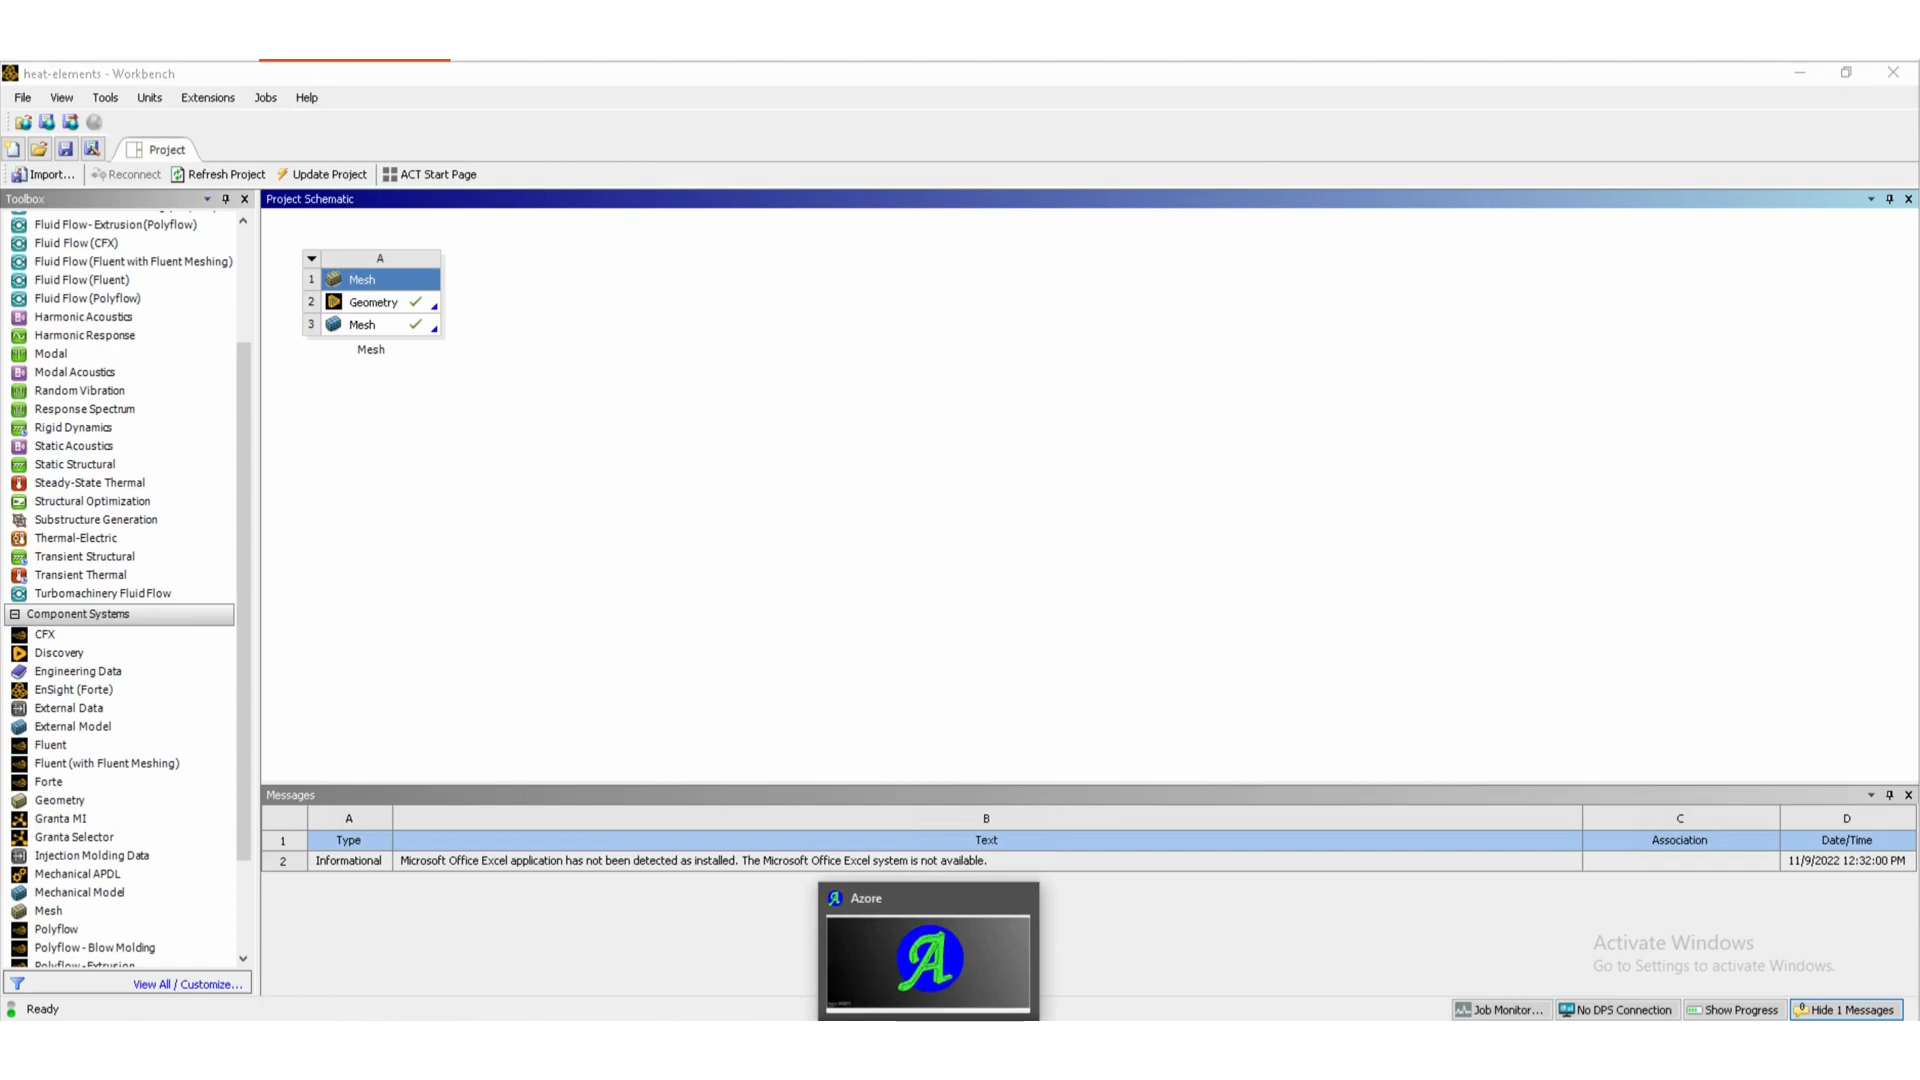 heat-elements - Workbench
File View Tools Units Extensions Jobs Help
Project
Import... Reconnect Refresh Project Update Project ACT Start Page
Toolbox
Fluid Flow- Extrusion(Polyflow)
Fluid Flow (CFX)
Fluid Flow (Fluent with Fluent Meshing)
Fluid Flow (Fluent)
Fluid Flow (Polyflow)
Harmonic Acoustics
Harmonic Response
Modal
Modal Acoustics
Random Vibration
Response Spectrum
Rigid Dynamics
Static Acoustics
Static Structural
Steady-State Thermal
Structural Optimization
Substructure Generation
Thermal-Electric
Transient Structural
Transient Thermal
Turbomachinery Fluid Flow
Component Systems
CFX
Discovery
Engineering Data
EnSight (Forte)
External Data
External Model
Fluent
Fluent (with Fluent Meshing)
Forte
Geometry
Granta MI
Granta Selector
Injection Molding Data
Mechanical APDL
Mechanical Model
Mesh
Polyflow
Polyflow - Blow Molding
Polyflow - Extrusion
View All / Customize...
Project Schematic
A
1 Mesh
2 Geometry
3 Mesh
Mesh
Messages
A B C D
1 Type Text Association Date/Time
2 Informational Microsoft Office Excel application has not been detected as installed. The Microsoft Office Excel system is not available. 11/9/2022 12:32:00 PM
Azore
A
Activate Windows
Go to Settings to activate Windows.
Ready
Job Monitor... No DPS Connection Show Progress Hide 1 Messages